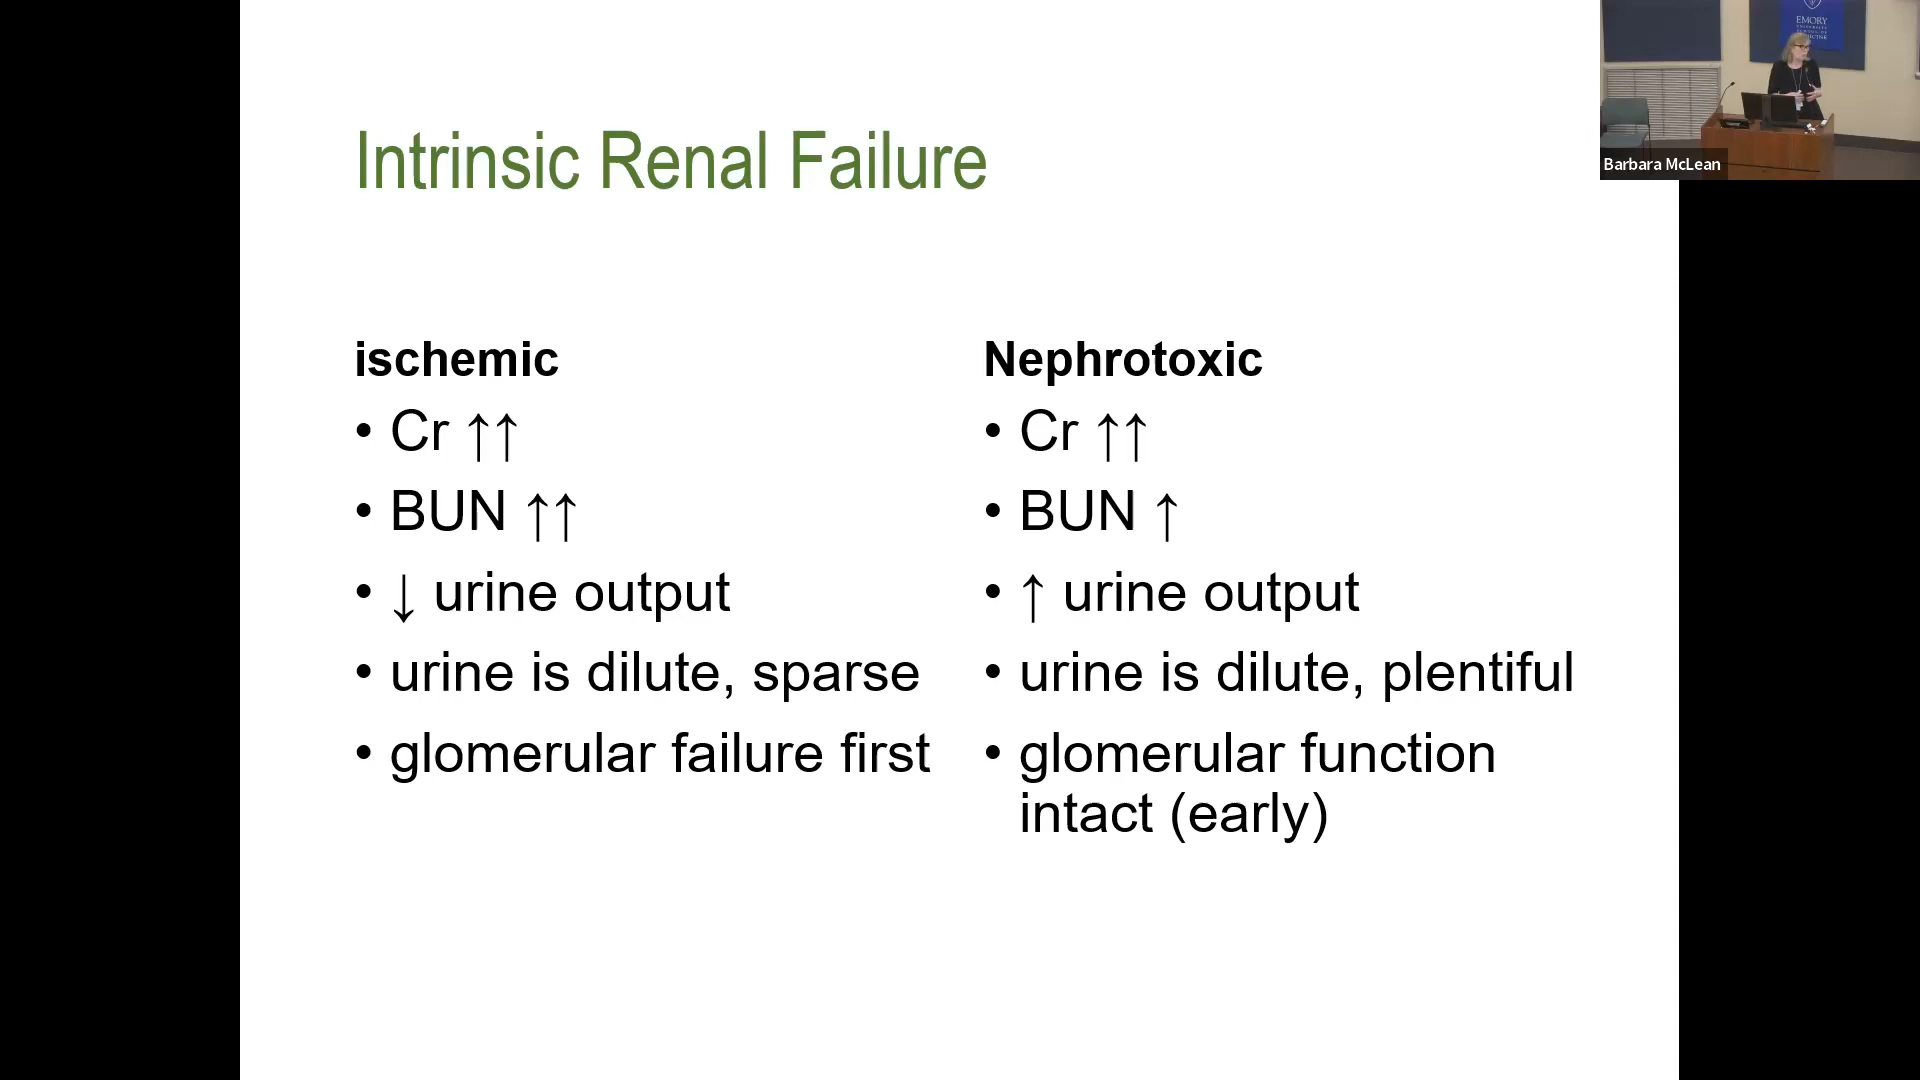 Intrinsic Renal Failure
ischemic
• Cr ↑↑
• BUN ↑↑
• ↓ urine output
• urine is dilute, sparse
• glomerular failure first
Nephrotoxic
• Cr ↑↑
• BUN ↑
• ↑ urine output
• urine is dilute, plentiful
• glomerular function
intact (early)
EMORY
Barbara McLean